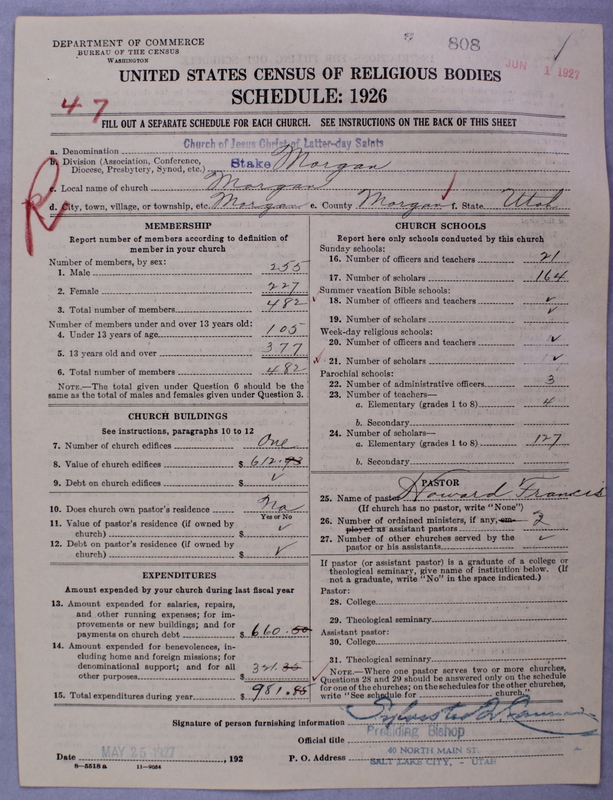 DEPARTMENT OF COMMERCE
BUREAU OF THE CENSUS
WASHINGTON
808
JUN 1 1927
UNITED STATES CENSUS OF RELIGIOUS BODIES
SCHEDULE: 1926
47
FILL OUT A SEPARATE SCHEDULE FOR EACH CHURCH. SEE INSTRUCTIONS ON THE BACK OF THIS SHEET
a. Denomination Church of Jesus Christ of Latter-day Saints
b. Division (Association, Conference, Diocese, Presbytery, Synod, etc.) Stake Morgan
R
c. Local name of church Morgan
d. City, town, village, or township, etc. Morgan e. County Morgan f. State Utah
MEMBERSHIP
Report number of members according to definition of
member in your church
Number of members, by sex:
1. Male 255
2. Female 227
3. Total number of members 482
Number of members under and over 13 years old:
4. Under 13 years of age 105
5. 13 years old and over 377
6. Total number of members 482
NOTE.—The total given under Question 6 should be
same as the total of males and females given under Question 3.
CHURCH BUILDINGS
See instructions, paragraphs 10 to 12
7. Number of church edifices One
8. Value of church edifices $ 612.93
9. Debt on church edifices $ ✓
10. Does church own pastor's residence No
Yes or No
11. Value of pastor's residence (if owned by
church) $ ✓
12. Debt on pastor's residence (if owned by
church) $ ✓
EXPENDITURES
Amount expended by your church during last fiscal year
13. Amount expended for salaries, repairs,
and other running expenses; for im-
provements or new buildings; and for
payments on church debt $ 660.50
14. Amount expended for benevolences, in-
cluding home and foreign missions; for
denominational support; and for all
other purposes 321.35
15. Total expenditures during year $ 981.85
CHURCH SCHOOLS
Report here only schools conducted by this church
Sunday schools:
16. Number of officers and teachers 21
17. Number of scholars 164
Summer vacation Bible schools:
18. Number of officers and teachers ✓
19. Number of scholars ✓
Week-day religious schools:
20. Number of officers and teachers ✓
21. Number of scholars ✓
Parochial schools:
22. Number of administrative officers 3
23. Number of teachers—
a. Elementary (grades 1 to 8) 4
b. Secondary
24. Number of scholars—
a. Elementary (grades 1 to 8) 127
b. Secondary
PASTOR
25. Name of pastor Howard Francis
(If church has no pastor, write "None")
26. Number of ordained ministers, if any, em-
ployed as assistant pastors 2
27. Number of other churches served by the
pastor or his assistants ✓
If pastor (or assistant pastor) is a graduate of a college or
theological seminary, give name of institution below. (If
not a graduate, write "No" in the space indicated.)
Pastor:
28. College
29. Theological seminary
Assistant pastor:
30. College
31. Theological seminary
NOTE.—Where one pastor serves two or more churches,
Questions 28 and 29 should be answered only on the schedule
for one of the churches; on the schedules for the other churches,
write "See schedule for church."
Signature of person furnishing information Sylvester Q. Cannon
Official title Presiding Bishop
Date MAY 25 1927, 192 P. O. Address 40 NORTH MAIN ST.
SALT LAKE CITY, - UTAH
8—5518 a 11—9054